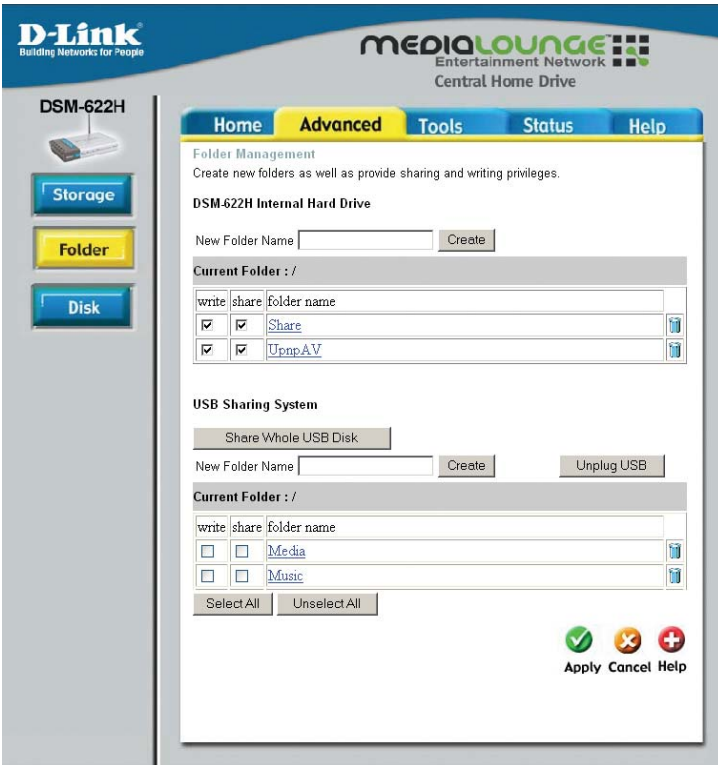 D-Link
Building Networks for People
MEDIALOUNGE
Entertainment Network
Central Home Drive
DSM-622H
Storage
Folder
Disk
Home Advanced Tools Status Help
Folder Management
Create new folders as well as provide sharing and writing privileges.
DSM-622H Internal Hard Drive
New Folder Name Create
Current Folder : /
write share folder name
Share
UpnpAV
USB Sharing System
Share Whole USB Disk
New Folder Name Create Unplug USB
Current Folder : /
write share folder name
Media
Music
Select All Unselect All
Apply Cancel Help